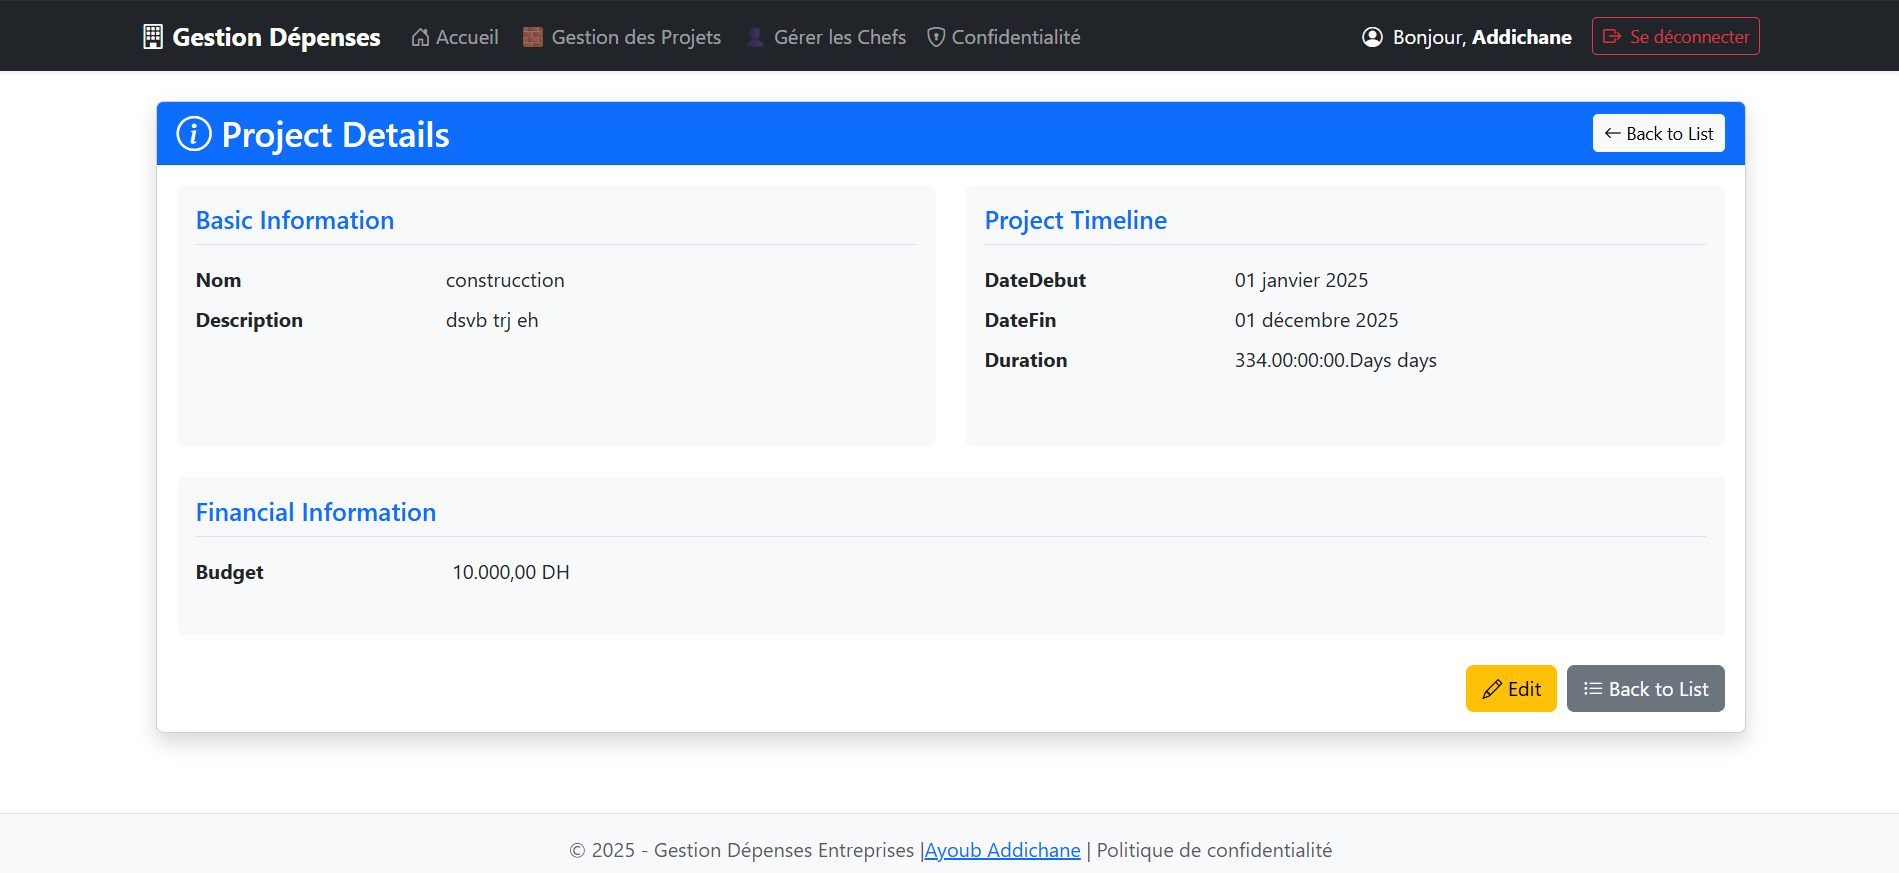 Gestion Dépenses Accueil Gestion des Projets Gérer les Chefs Confidentialité Bonjour, Addichane Se déconnecter
Project Details ← Back to List
Basic Information
Nom construcction
Description dsvb trj eh
Project Timeline
DateDebut 01 janvier 2025
DateFin 01 décembre 2025
Duration 334.00:00:00.Days days
Financial Information
Budget 10.000,00 DH
Edit Back to List
© 2025 - Gestion Dépenses Entreprises |Ayoub Addichane | Politique de confidentialité